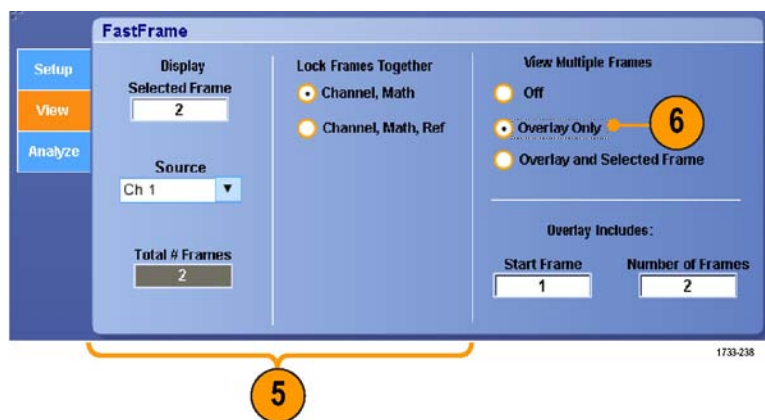 FastFrame
Setup
View
Analyze
Display
Selected Frame
2
Source
Ch 1
Total # Frames
2
Lock Frames Together
Channel, Math
Channel, Math, Ref
View Multiple Frames
Off
Overlay Only
6
Overlay and Selected Frame
Overlay Includes:
Start Frame
1
Number of Frames
2
1733-238
5